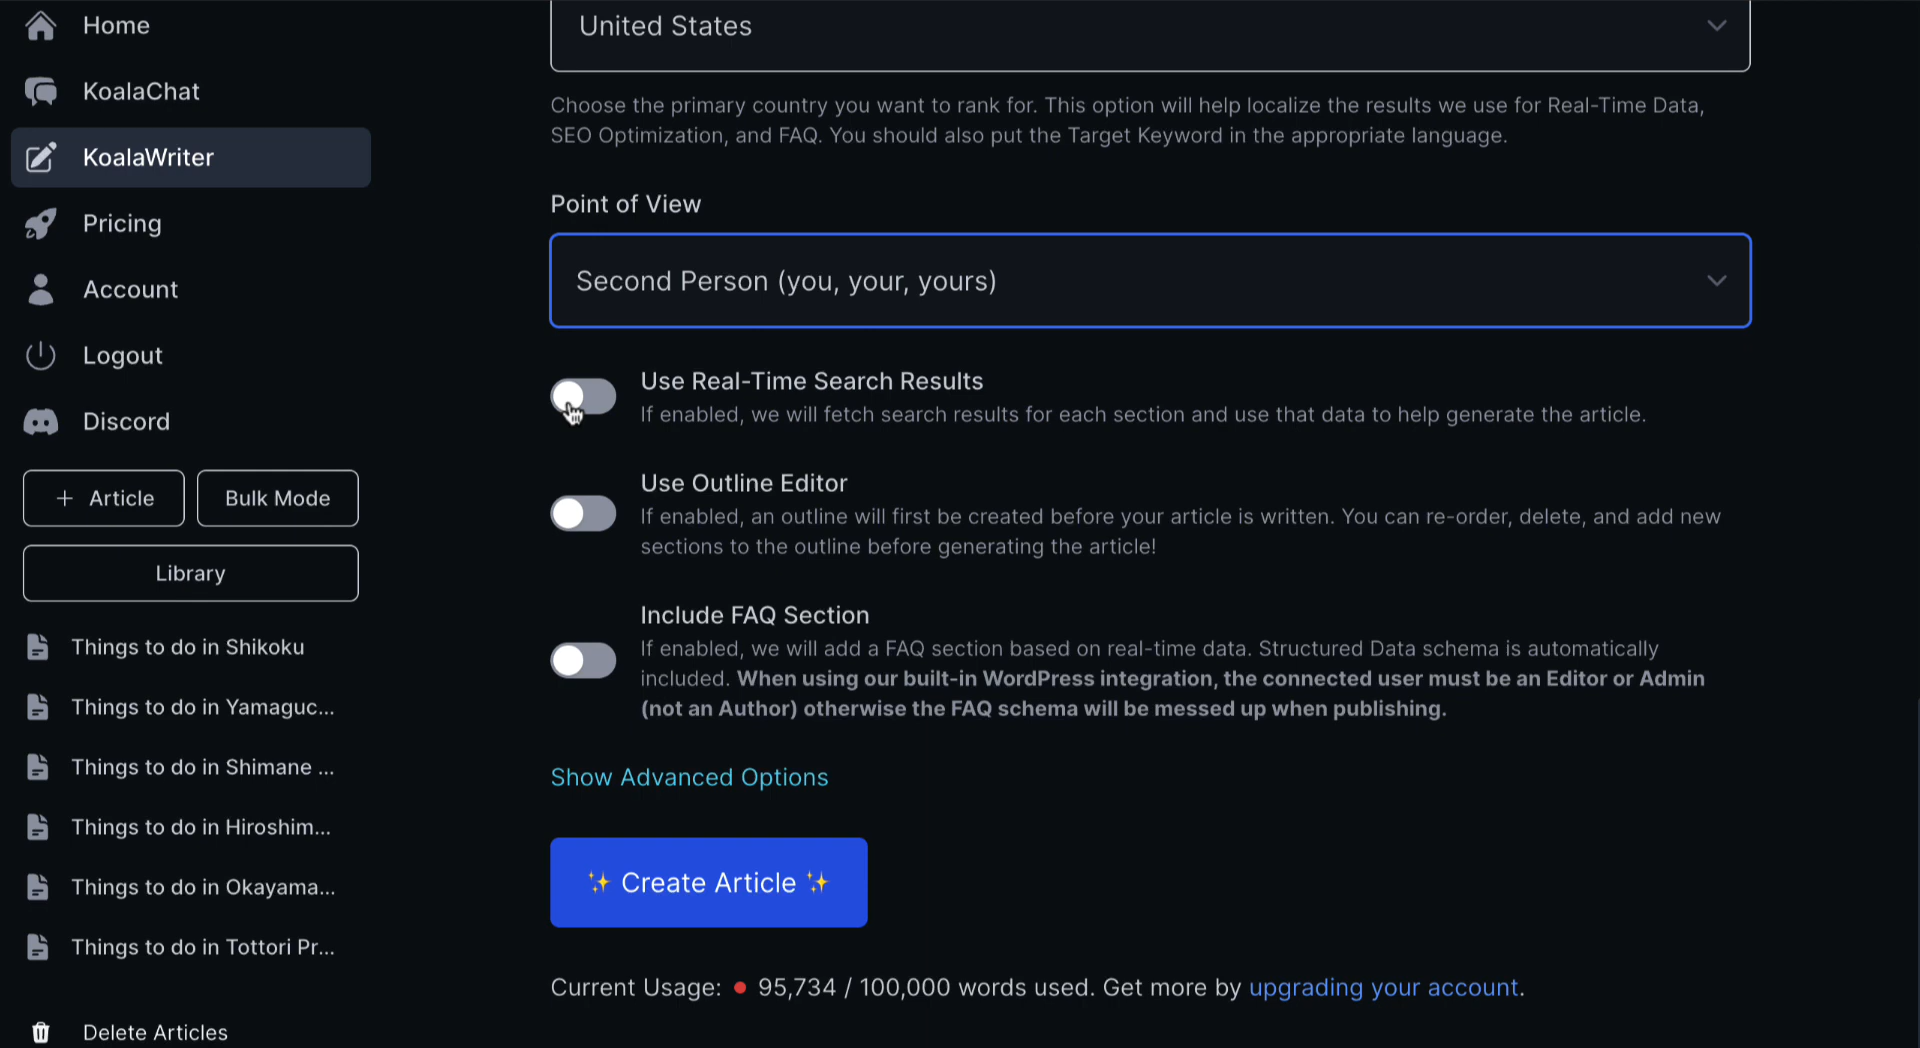 Home
KoalaChat
KoalaWriter
Pricing
Account
Logout
Discord
+ Article
Bulk Mode
Library
Things to do in Shikoku
Things to do in Yamaguc...
Things to do in Shimane ...
Things to do in Hiroshim...
Things to do in Okayama...
Things to do in Tottori Pr...
Delete Articles
United States
Choose the primary country you want to rank for. This option will help localize the results we use for Real-Time Data,
SEO Optimization, and FAQ. You should also put the Target Keyword in the appropriate language.
Point of View
Second Person (you, your, yours)
Use Real-Time Search Results
If enabled, we will fetch search results for each section and use that data to help generate the article.
Use Outline Editor
If enabled, an outline will first be created before your article is written. You can re-order, delete, and add new
sections to the outline before generating the article!
Include FAQ Section
If enabled, we will add a FAQ section based on real-time data. Structured Data schema is automatically
included. When using our built-in WordPress integration, the connected user must be an Editor or Admin
(not an Author) otherwise the FAQ schema will be messed up when publishing.
Show Advanced Options
✨ Create Article ✨
Current Usage: 95,734 / 100,000 words used. Get more by upgrading your account.